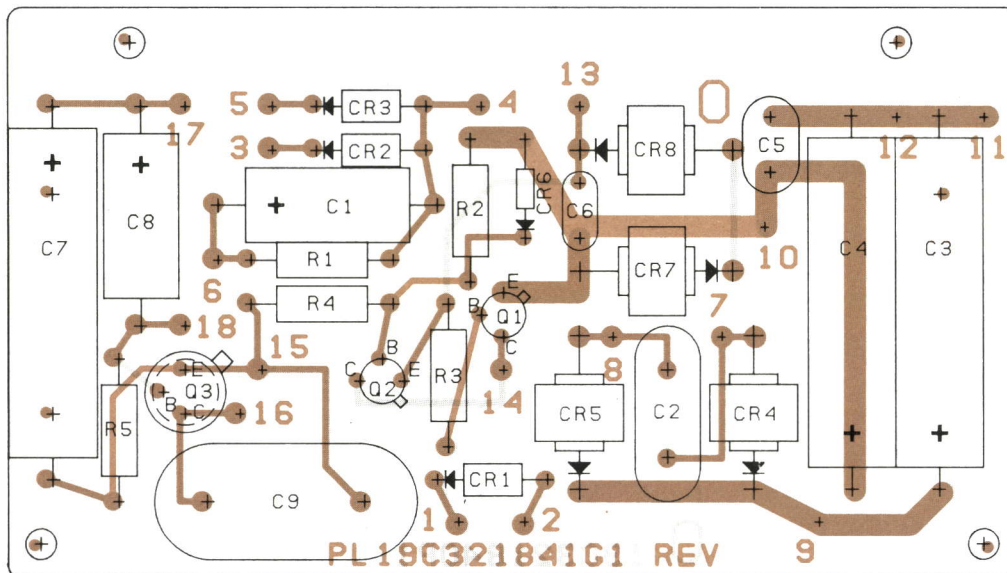 13
5 CR3 4 0
17 12 11
3 CR2 CR8 C5
CR6
C8 C1 R2 C6
C7 C4 C3
R1 CR7 10
6 7
R4 E
18 B Q1
15 C
B 8
E C Q2 E R3 14
Q3 16 CR5 C2 CR4
B C
R5
C9 CR1
1 2 9
PL19C321841G1 REV